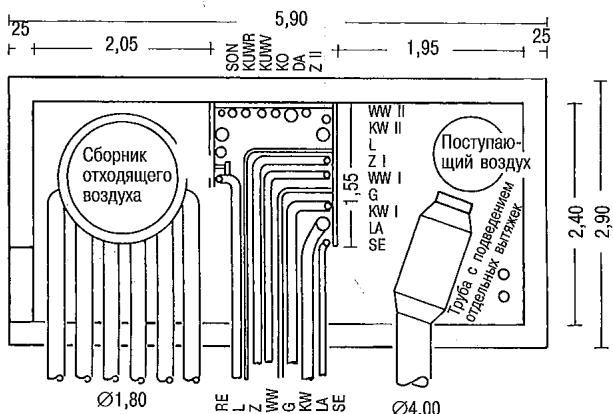 5,90
25
2,05
SON
KUWR
KUWV
KO
DA
Z II
1,95
25
WW II
KW II
L
Z I
WW I
G
KW I
LA
SE
Сборник
отходящего
воздуха
1,55
Поступаю-
щий воздух
Труба с подведением
отдельных вытяжек
2,40
2,90
Ø1,80
RE
L
Z
WW
G
KW
LA
SE
Ø4,00